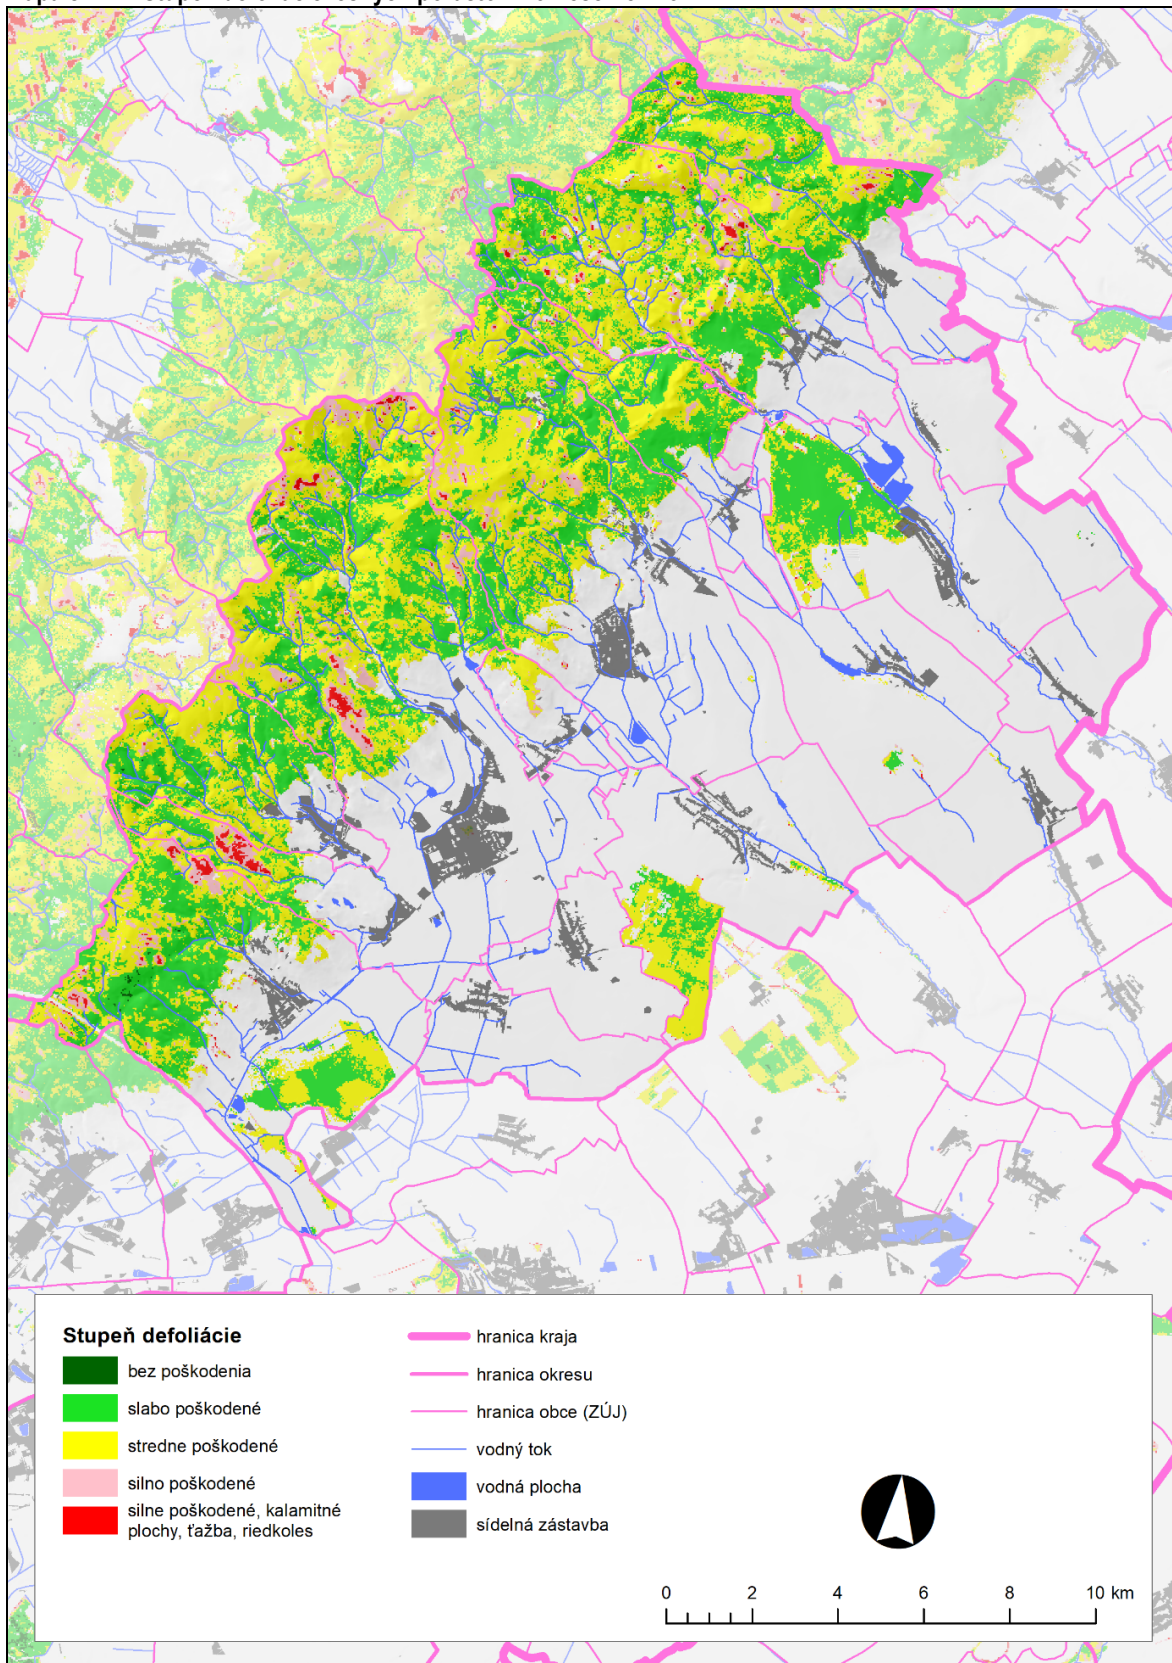 Stupeň defoliácie
bez poškodenia
slabo poškodené
stredne poškodené
silno poškodené
silne poškodené, kalamitné
plochy, ťažba, riedkoles
hranica kraja
hranica okresu
hranica obce (ZÚJ)
vodný tok
vodná plocha
sídelná zástavba
0 2 4 6 8 10 km